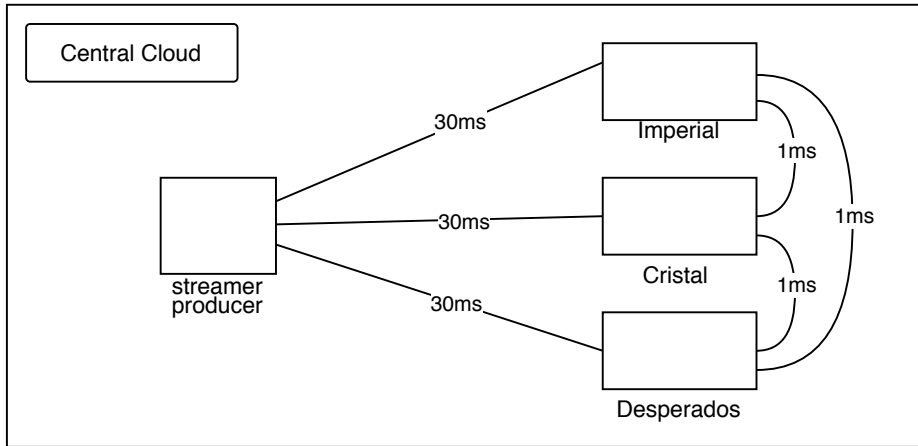 Central Cloud
30ms
Imperial
1ms
1ms
30ms
streamer
producer
Cristal
1ms
30ms
Desperados